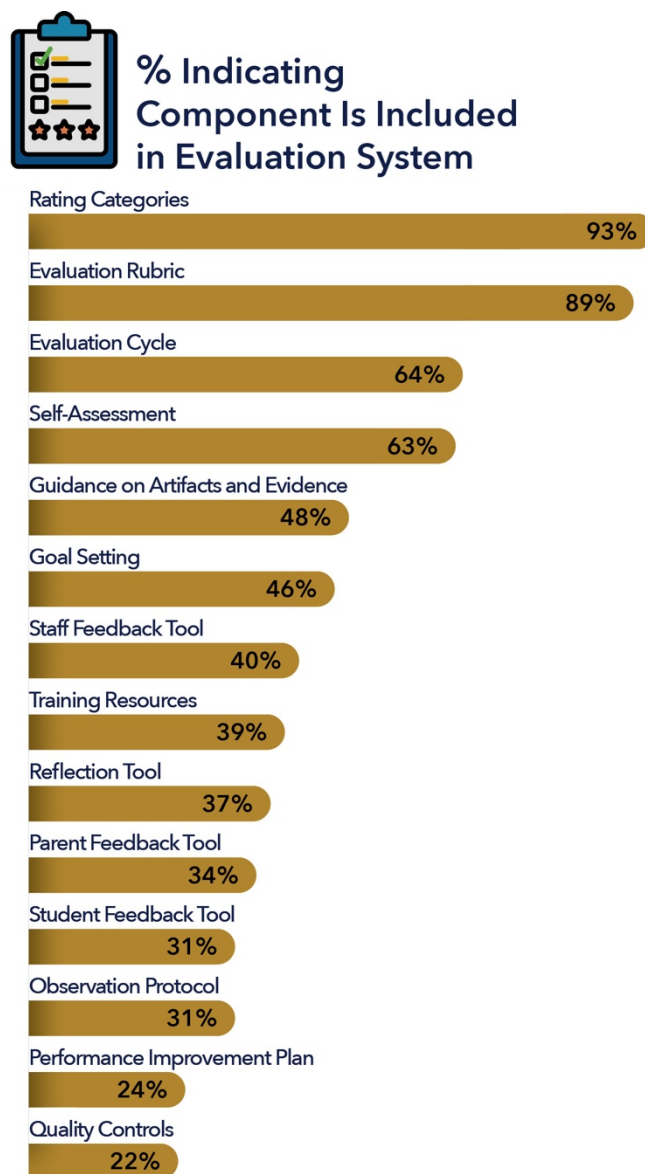 % Indicating
Component Is Included
in Evaluation System
Rating Categories
93%
Evaluation Rubric
89%
Evaluation Cycle
64%
Self-Assessment
63%
Guidance on Artifacts and Evidence
48%
Goal Setting
46%
Staff Feedback Tool
40%
Training Resources
39%
Reflection Tool
37%
Parent Feedback Tool
34%
Student Feedback Tool
31%
Observation Protocol
31%
Performance Improvement Plan
24%
Quality Controls
22%